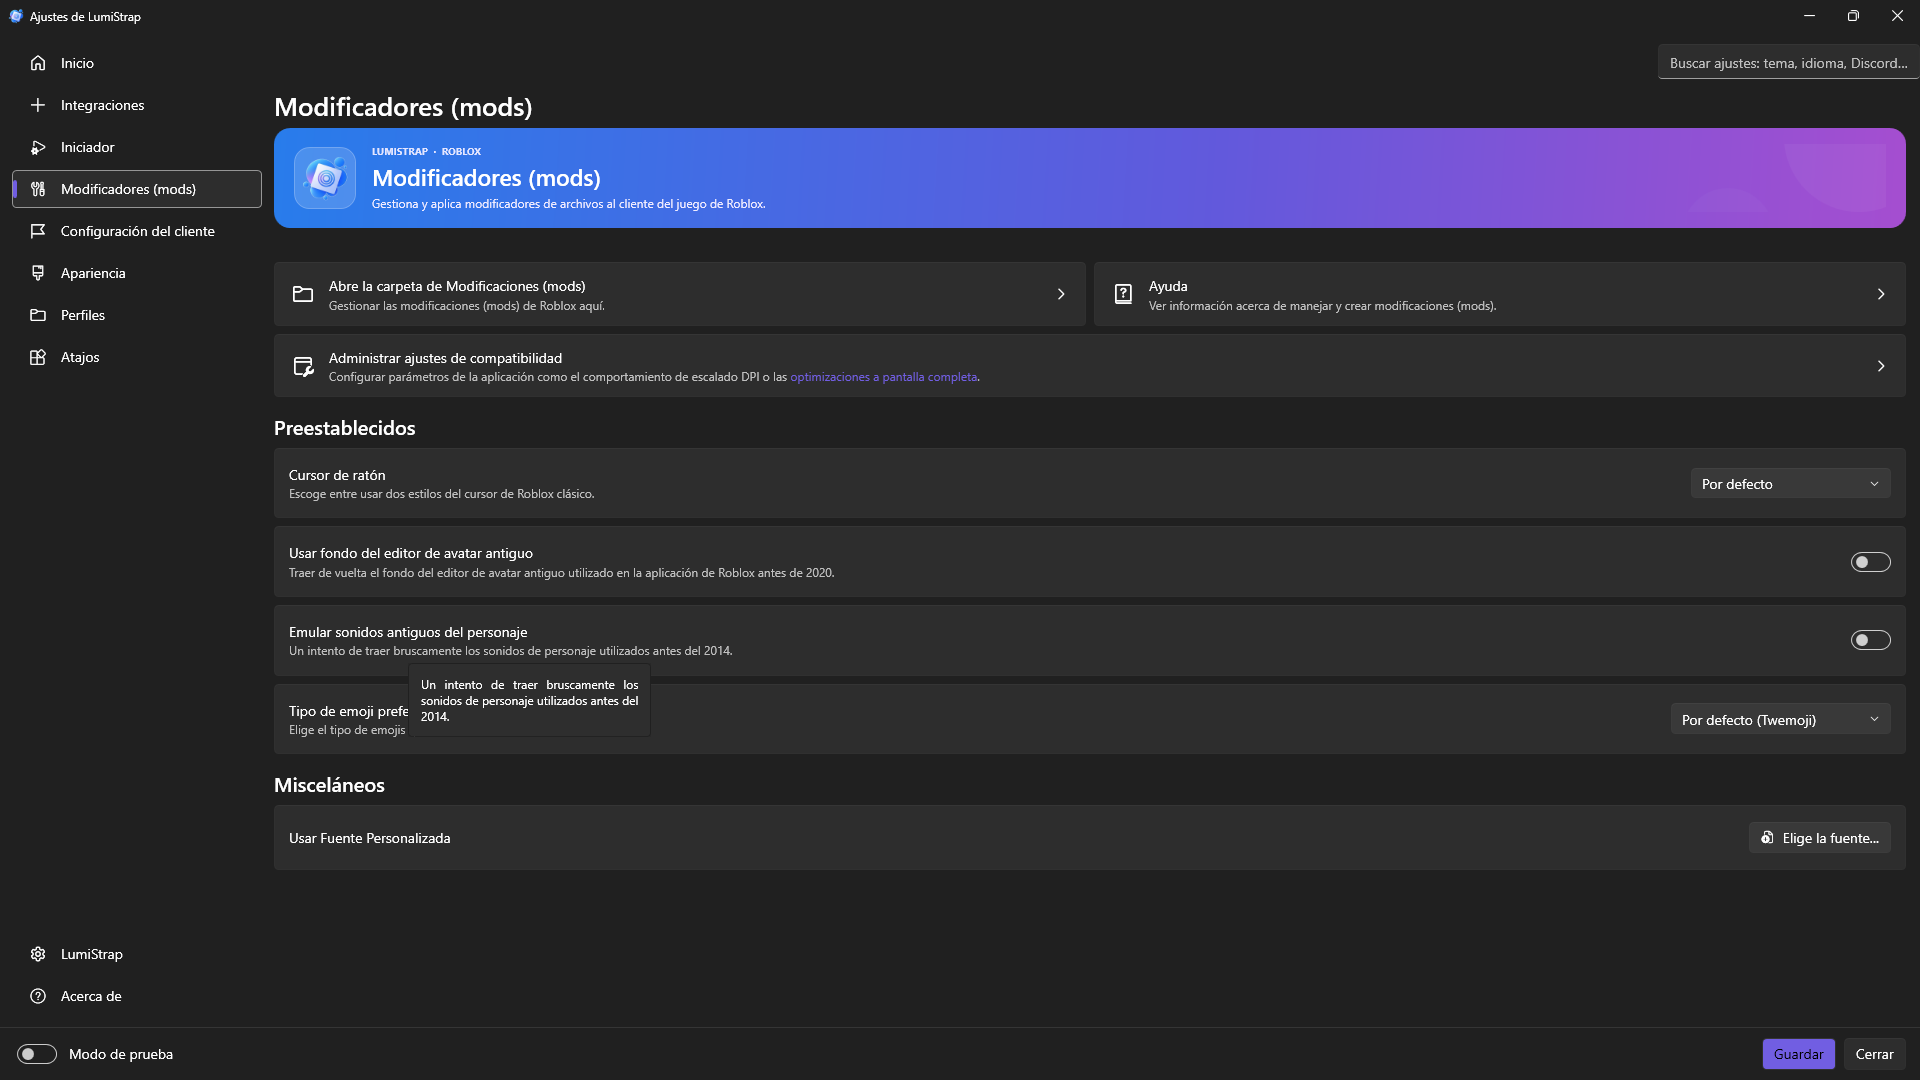 Ajustes de LumiStrap
Inicio
Buscar ajustes: tema, idioma, Discord...
Integraciones
Iniciador
Modificadores (mods)
Configuración del cliente
Apariencia
Perfiles
Atajos
Modificadores (mods)
LUMISTRAP · ROBLOX
Modificadores (mods)
Gestiona y aplica modificadores de archivos al cliente del juego de Roblox.
Abre la carpeta de Modificaciones (mods)
Gestionar las modificaciones (mods) de Roblox aquí.
Ayuda
Ver información acerca de manejar y crear modificaciones (mods).
Administrar ajustes de compatibilidad
Configurar parámetros de la aplicación como el comportamiento de escalado DPI o las optimizaciones a pantalla completa.
Preestablecidos
Cursor de ratón
Escoge entre usar dos estilos del cursor de Roblox clásico.
Por defecto
Usar fondo del editor de avatar antiguo
Traer de vuelta el fondo del editor de avatar antiguo utilizado en la aplicación de Roblox antes de 2020.
Emular sonidos antiguos del personaje
Un intento de traer bruscamente los sonidos de personaje utilizados antes del 2014.
Un intento de traer bruscamente los
sonidos de personaje utilizados antes del
2014.
Tipo de emoji prefe
Elige el tipo de emojis
Por defecto (Twemoji)
Misceláneos
Usar Fuente Personalizada
Elige la fuente...
LumiStrap
Acerca de
Modo de prueba
Guardar
Cerrar